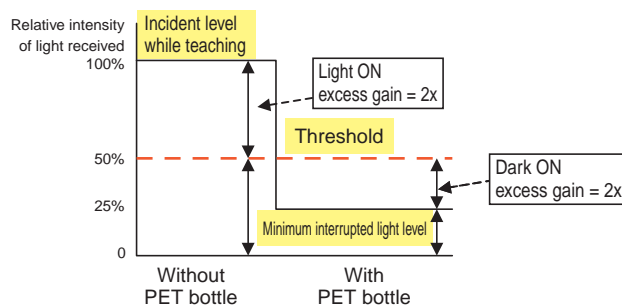 Relative intensity
of light received
Incident level
while teaching
100%
Light ON
excess gain = 2x
Threshold
50%
Dark ON
excess gain = 2x
25%
Minimum interrupted light level
0
Without
PET bottle
With
PET bottle